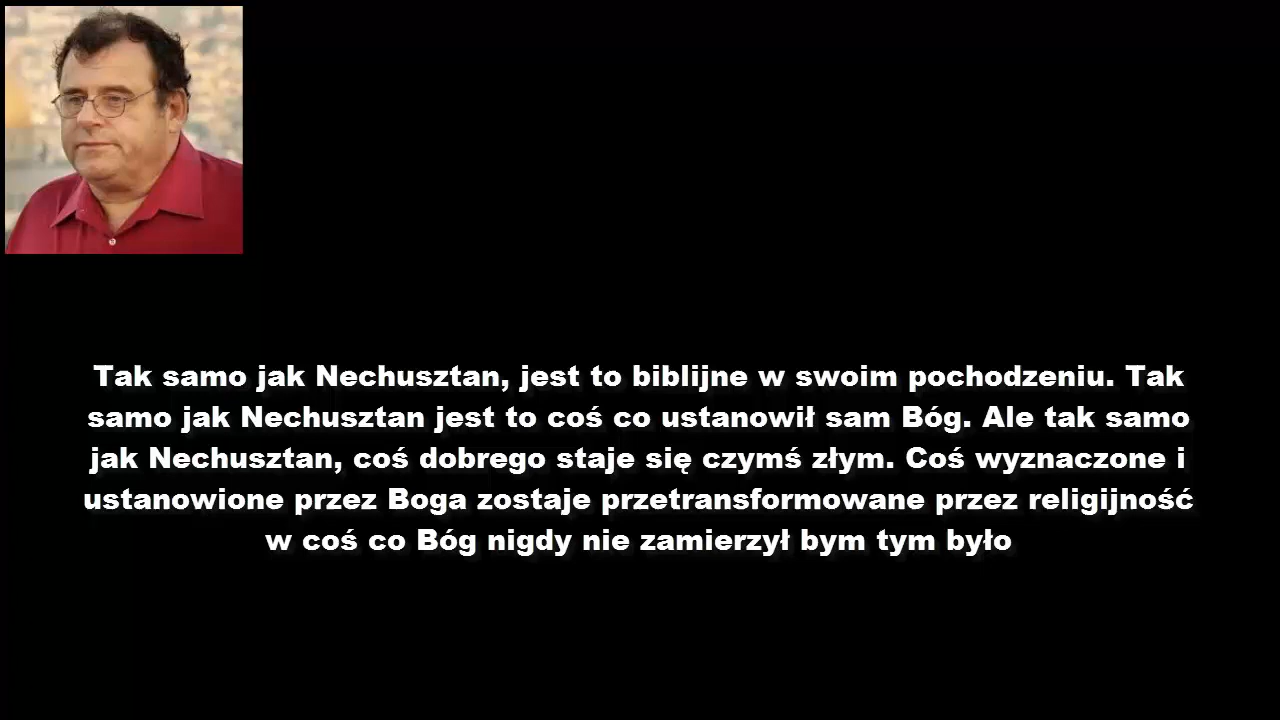 Tak samo jak Nechusztan, jest to biblijne w swoim pochodzeniu. Tak
samo jak Nechusztan jest to coś co ustanowił sam Bóg. Ale tak samo
jak Nechusztan, coś dobrego staje się czymś złym. Coś wyznaczone i
ustanowione przez Boga zostaje przetransformowane przez religijność
w coś co Bóg nigdy nie zamierzył bym tym było